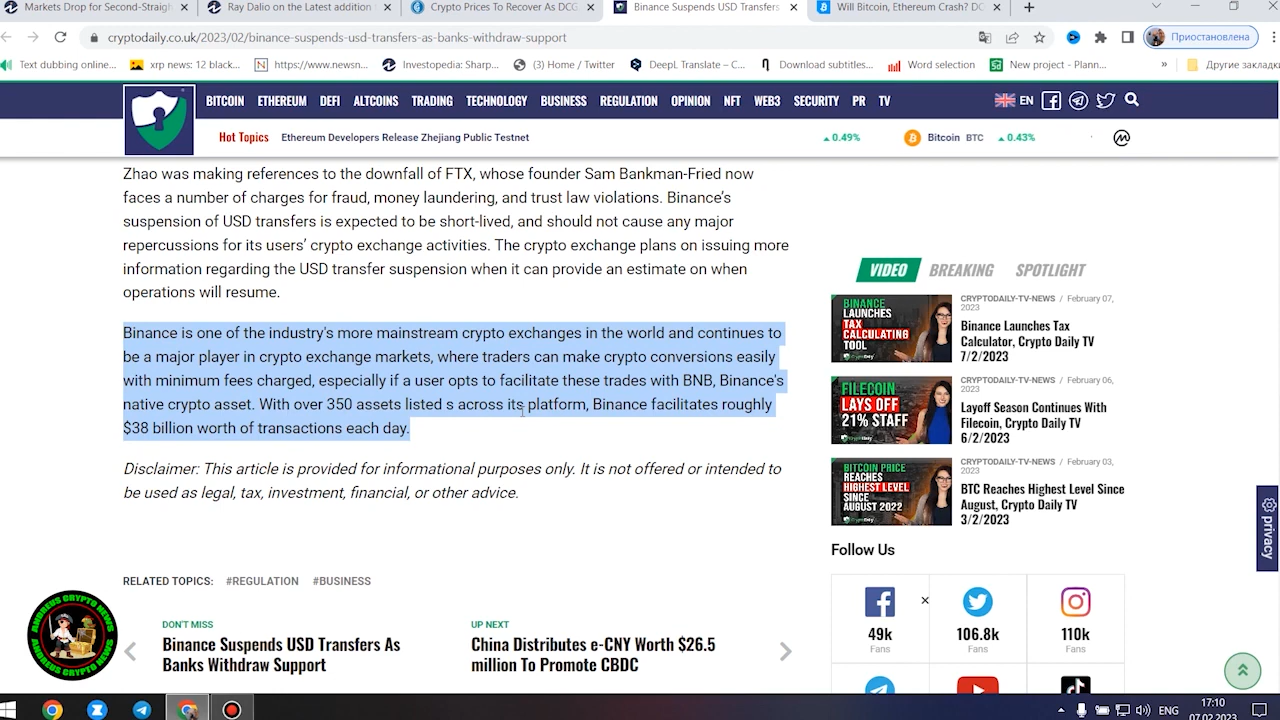 Markets Drop for Second-Straigh
Ray Dalio on the Latest addition
Crypto Prices To Recover As DCG
Binance Suspends USD Transfers
Will Bitcoin, Ethereum Crash? DC
cryptodaily.co.uk/2023/02/binance-suspends-usd-transfers-as-banks-withdraw-support
Приостановлена
Text dubbing online...
xrp news: 12 black...
https://www.newsn...
Investopedia: Sharp...
(3) Home / Twitter
DeepL Translate – C...
Download subtitles...
Word selection
New project - Plann...
»
Другие закладки
BITCOIN ETHEREUM DEFI ALTCOINS TRADING TECHNOLOGY BUSINESS REGULATION OPINION NFT WEB3 SECURITY PR TV
EN
Hot Topics
Ethereum Developers Release Zhejiang Public Testnet
0.49%
Bitcoin BTC
0.43%
Zhao was making references to the downfall of FTX, whose founder Sam Bankman-Fried now
faces a number of charges for fraud, money laundering, and trust law violations. Binance's
suspension of USD transfers is expected to be short-lived, and should not cause any major
repercussions for its users' crypto exchange activities. The crypto exchange plans on issuing more
information regarding the USD transfer suspension when it can provide an estimate on when
operations will resume.
Binance is one of the industry's more mainstream crypto exchanges in the world and continues to
be a major player in crypto exchange markets, where traders can make crypto conversions easily
with minimum fees charged, especially if a user opts to facilitate these trades with BNB, Binance's
native crypto asset. With over 350 assets listed s across its platform, Binance facilitates roughly
$38 billion worth of transactions each day.
Disclaimer: This article is provided for informational purposes only. It is not offered or intended to
be used as legal, tax, investment, financial, or other advice.
RELATED TOPICS: #REGULATION #BUSINESS
DON'T MISS
Binance Suspends USD Transfers As
Banks Withdraw Support
UP NEXT
China Distributes e-CNY Worth $26.5
million To Promote CBDC
ANDREUS CRYPTO NEWS
ANDREUS CRYPTO NEWS
VIDEO BREAKING SPOTLIGHT
BINANCE
LAUNCHES
TAX
CALCULATING
TOOL
CRYPTODAILY-TV-NEWS / February 07,
2023
Binance Launches Tax
Calculator, Crypto Daily TV
7/2/2023
FILECOIN
LAYS OFF
21% STAFF
CRYPTODAILY-TV-NEWS / February 06,
2023
Layoff Season Continues With
Filecoin, Crypto Daily TV
6/2/2023
BITCOIN PRICE
REACHES
HIGHEST LEVEL
SINCE
AUGUST 2022
CRYPTODAILY-TV-NEWS / February 03,
2023
BTC Reaches Highest Level Since
August, Crypto Daily TV
3/2/2023
privacy
Follow Us
49k
Fans
106.8k
Fans
110k
Fans
ENG
17:10
07.02.2023